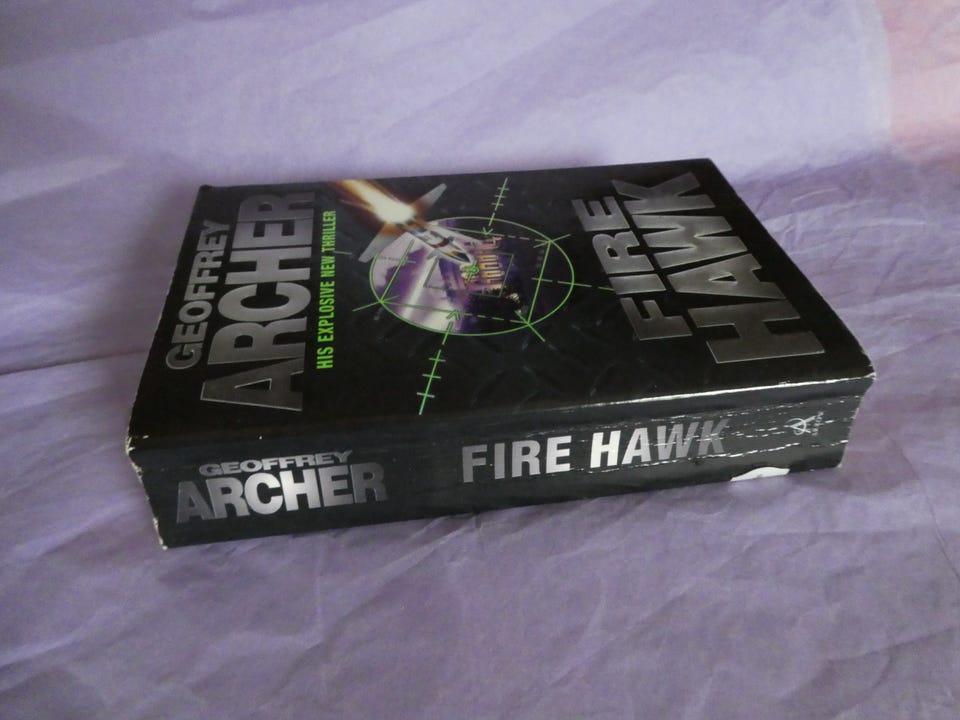 GEOFFREY
ARCHER
HIS EXPLOSIVE NEW THRILLER
FIRE
HAWK
GEOFFREY
ARCHER
FIRE HAWK